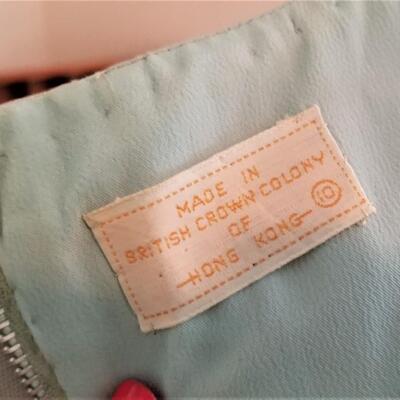 MADE IN
BRITISH CROWN COLONY
OF
HONG KONG 10